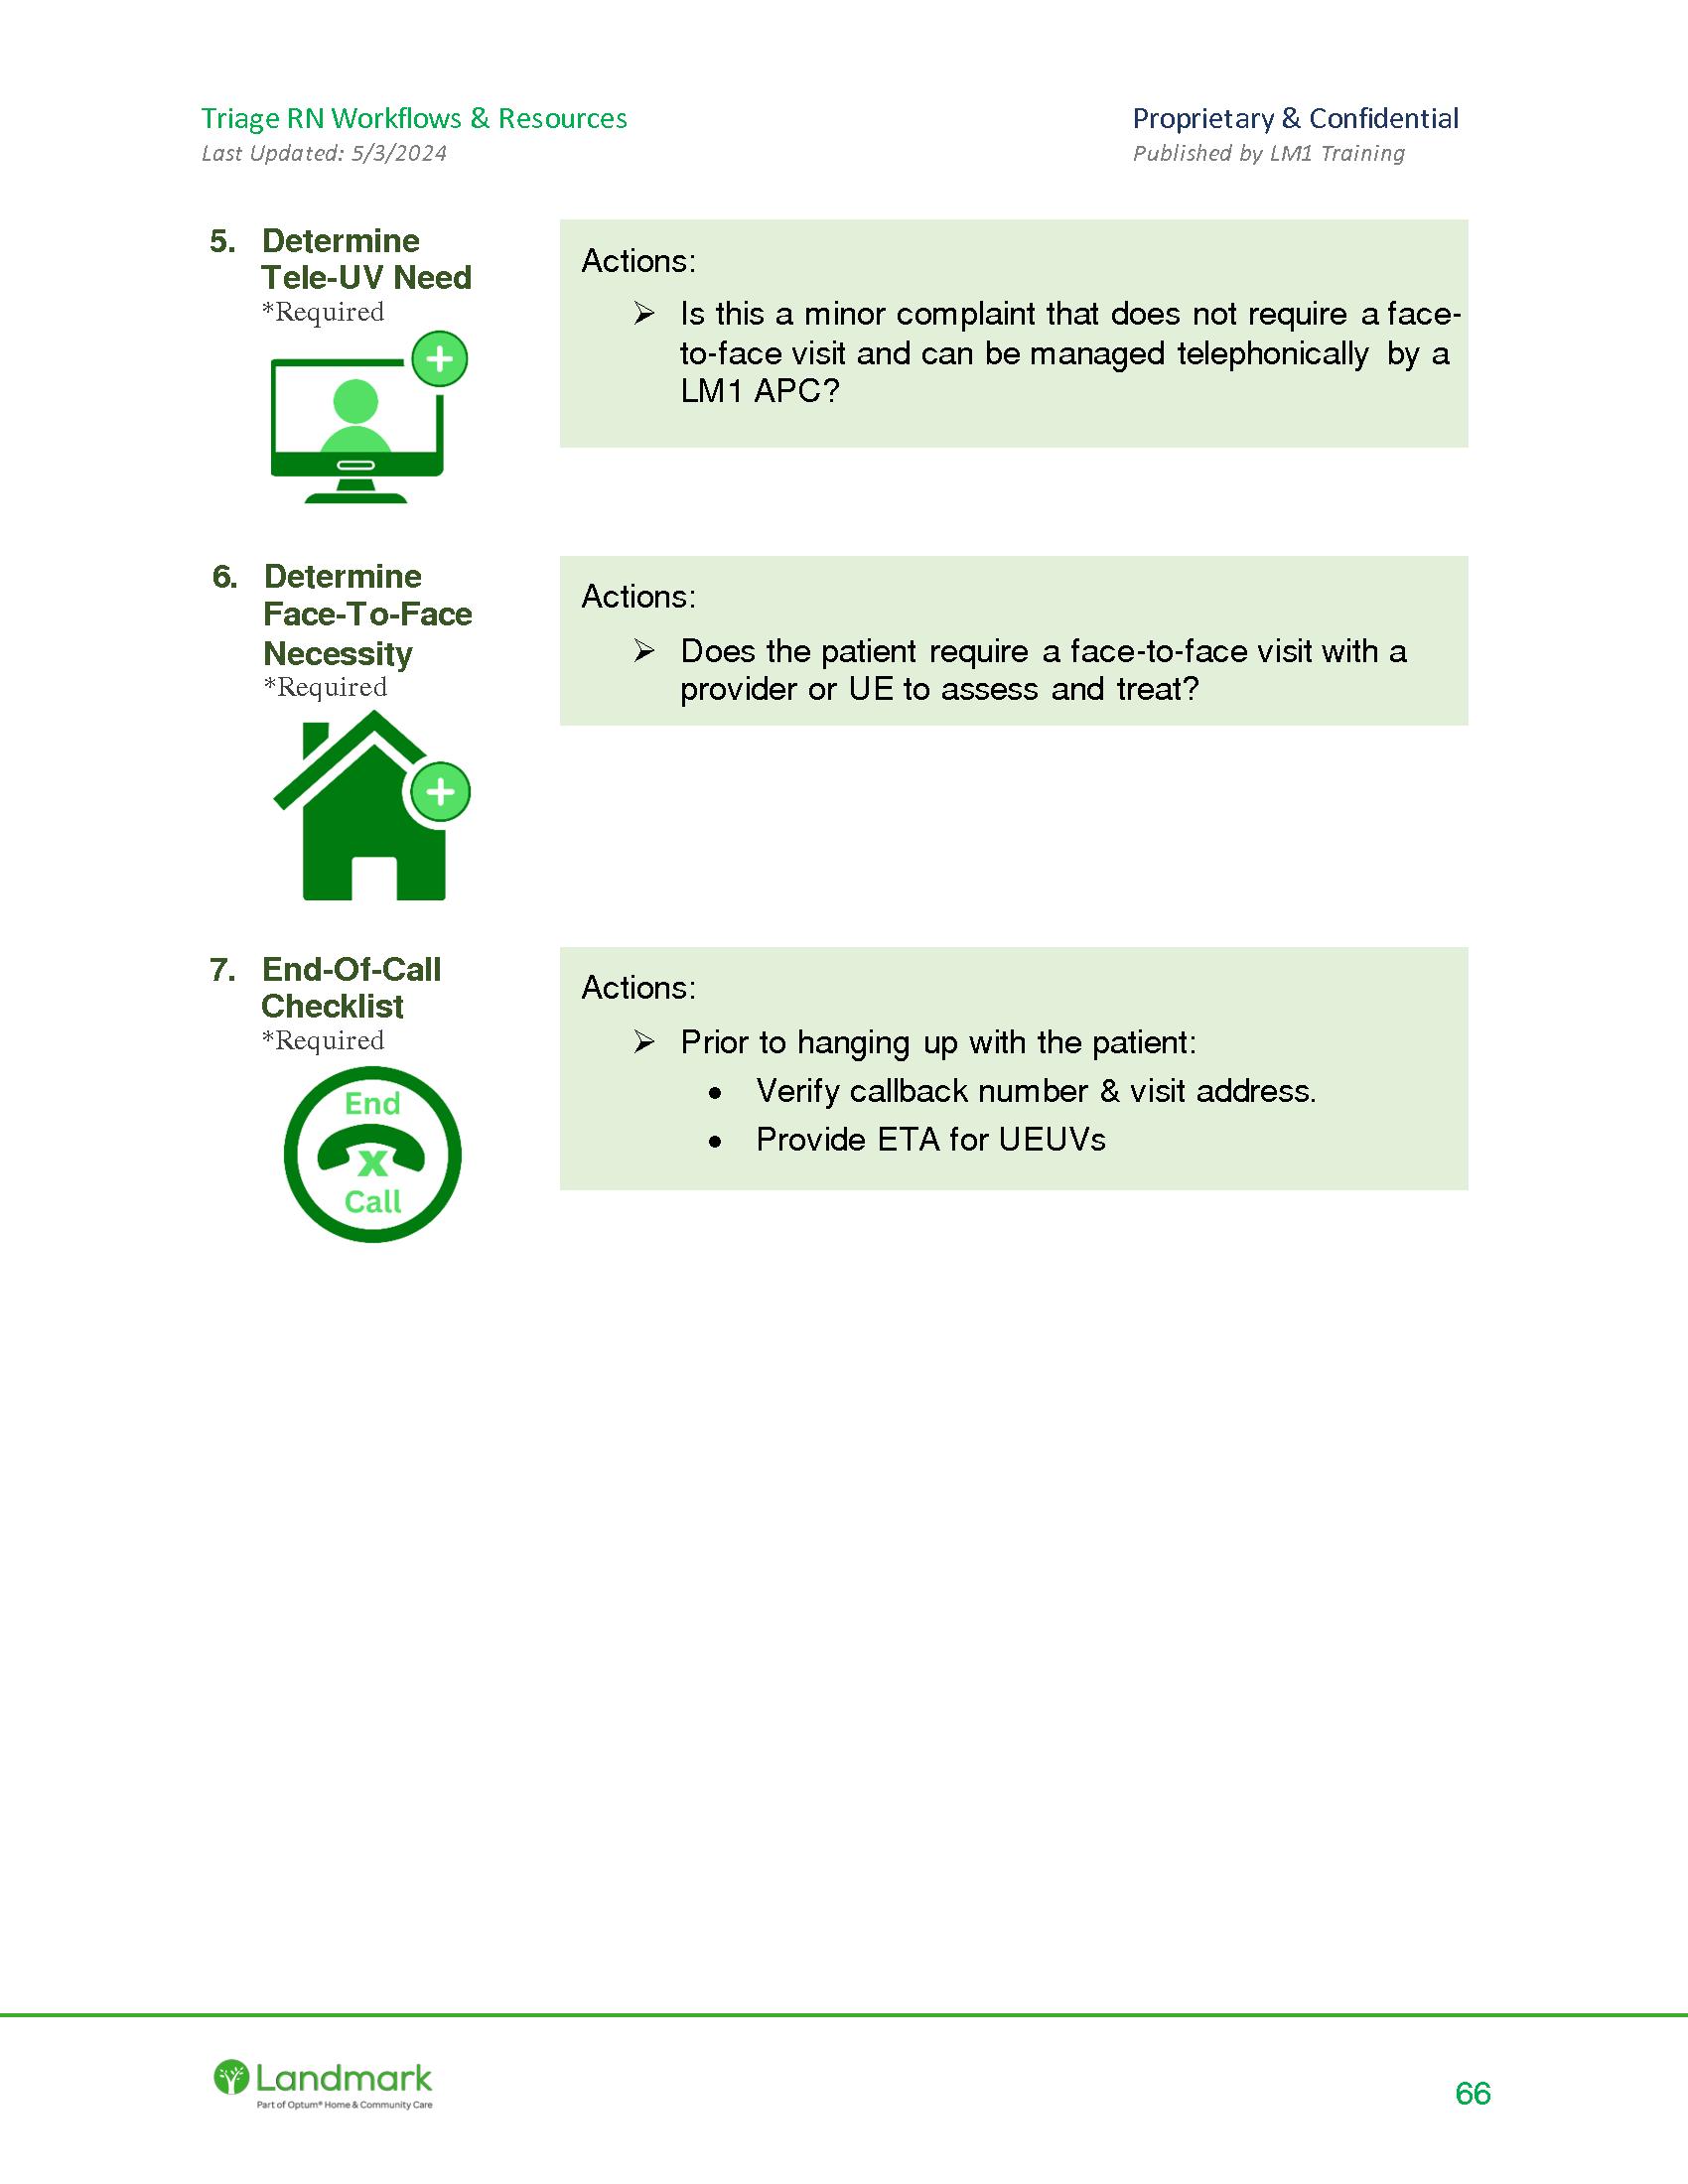 Triage RN Workflows & Resources
Proprietary & Confidential
Last Updated: 5/3/2024
Published by LM1 Training
5. Determine
Tele-UV Need
*Required
Actions:
➢ Is this a minor complaint that does not require a face-
to-face visit and can be managed telephonically by a
LM1 APC?
6. Determine
Face-To-Face
Necessity
*Required
Actions:
➢ Does the patient require a face-to-face visit with a
provider or UE to assess and treat?
7. End-Of-Call
Checklist
*Required
End
x
Call
Actions:
➢ Prior to hanging up with the patient:
• Verify callback number & visit address.
• Provide ETA for UEUVs
Landmark
Part of Optum® Home & Community Care
66